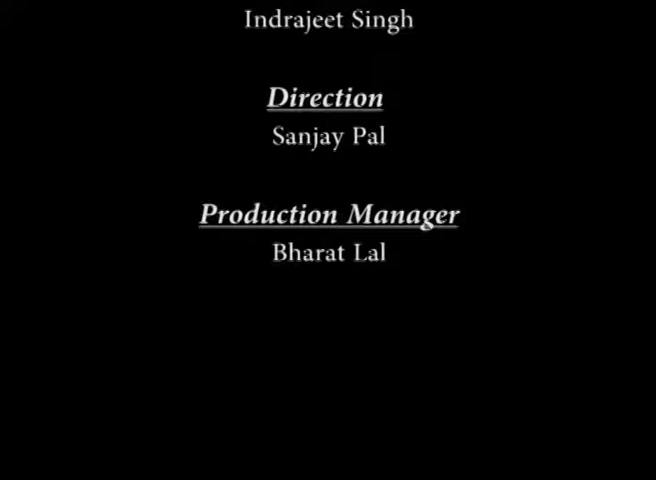 Indrajeet Singh
Direction
Sanjay Pal
Production Manager
Bharat Lal